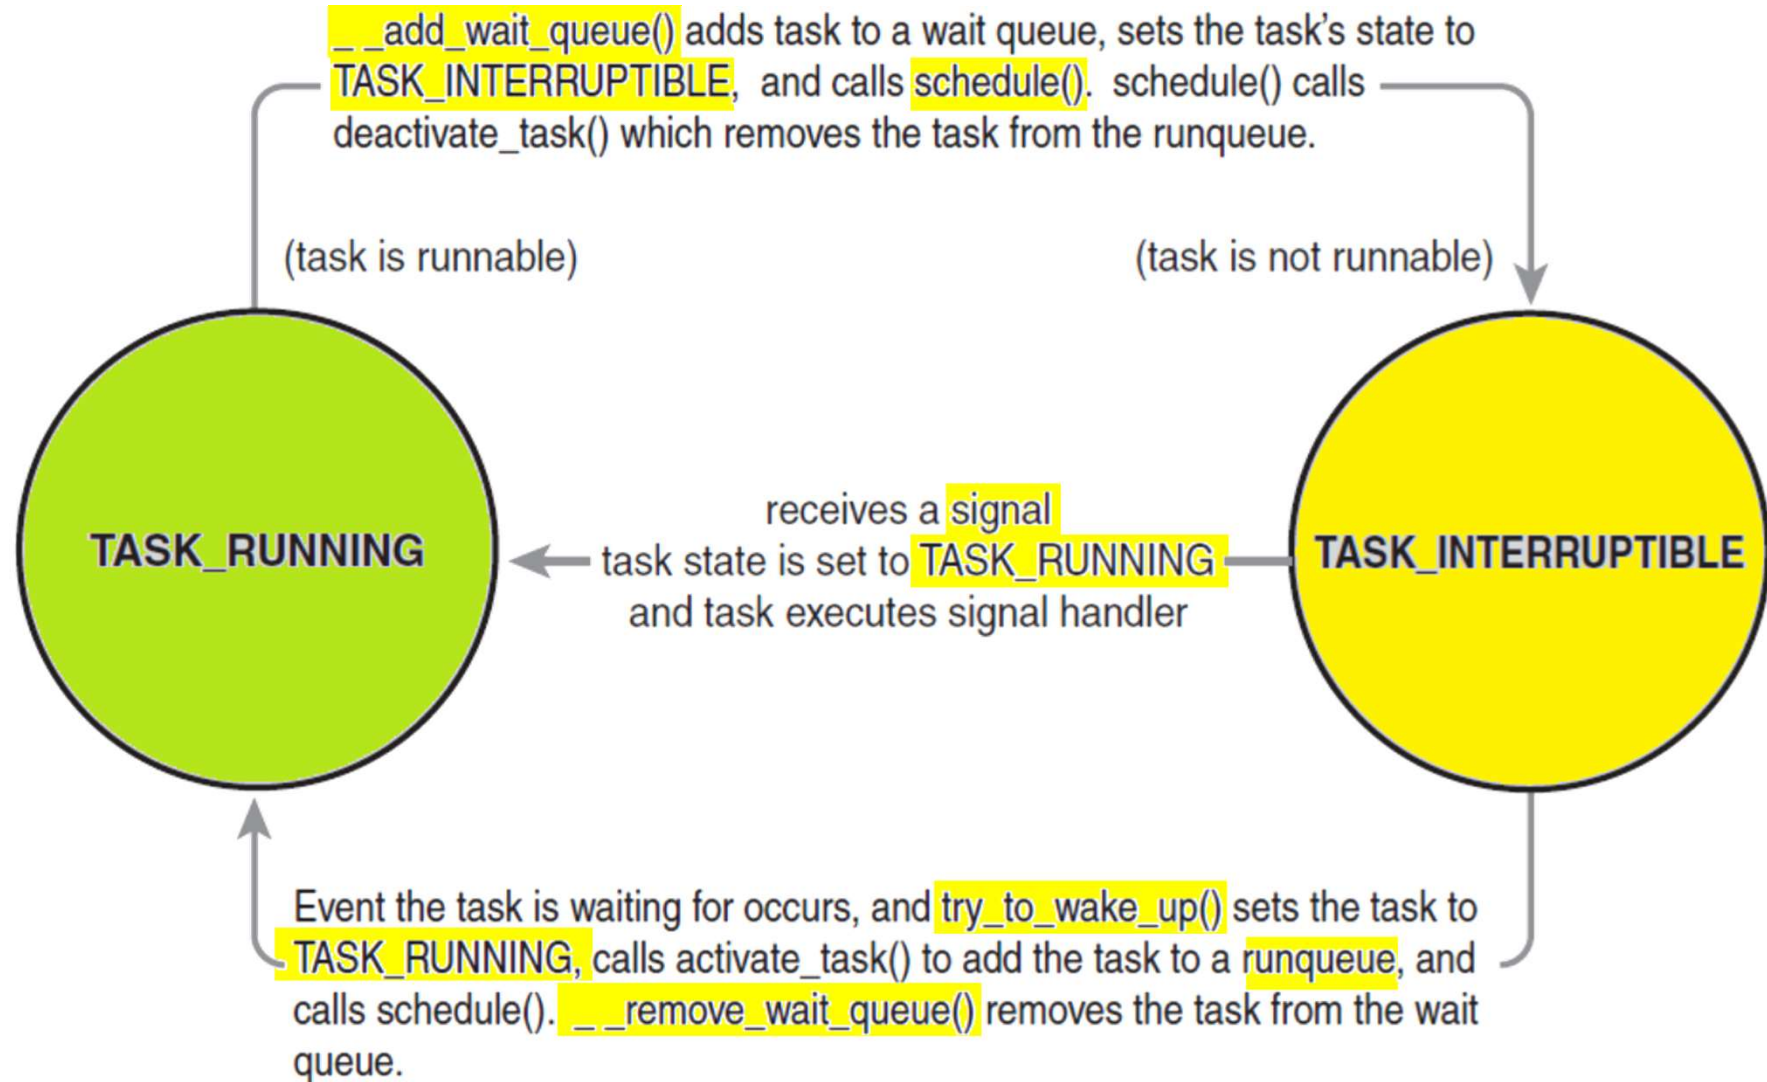 _ _add_wait_queue() adds task to a wait queue, sets the task’s state to
TASK_INTERRUPTIBLE, and calls schedule(). schedule() calls
deactivate_task() which removes the task from the runqueue.
(task is runnable)
(task is not runnable)
receives a signal
TASK_RUNNING
task state is set to TASK_RUNNING
TASK_INTERRUPTIBLE
and task executes signal handler
Event the task is waiting for occurs, and try_to_wake_up() sets the task to
TASK_RUNNING, calls activate_task() to add the task to a runqueue, and
calls schedule(). _ _remove_wait_queue() removes the task from the wait
queue.